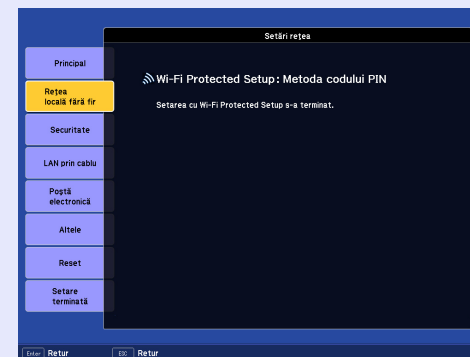 Setări rețea
Principal
Rețea
locală fără fir
Securitate
LAN prin cablu
Poștă
electronică
Altele
Reset
Setare
terminată
Wi-Fi Protected Setup: Metoda codului PIN
Setarea cu Wi-Fi Protected Setup s-a terminat.
Enter Retur
ESC Retur